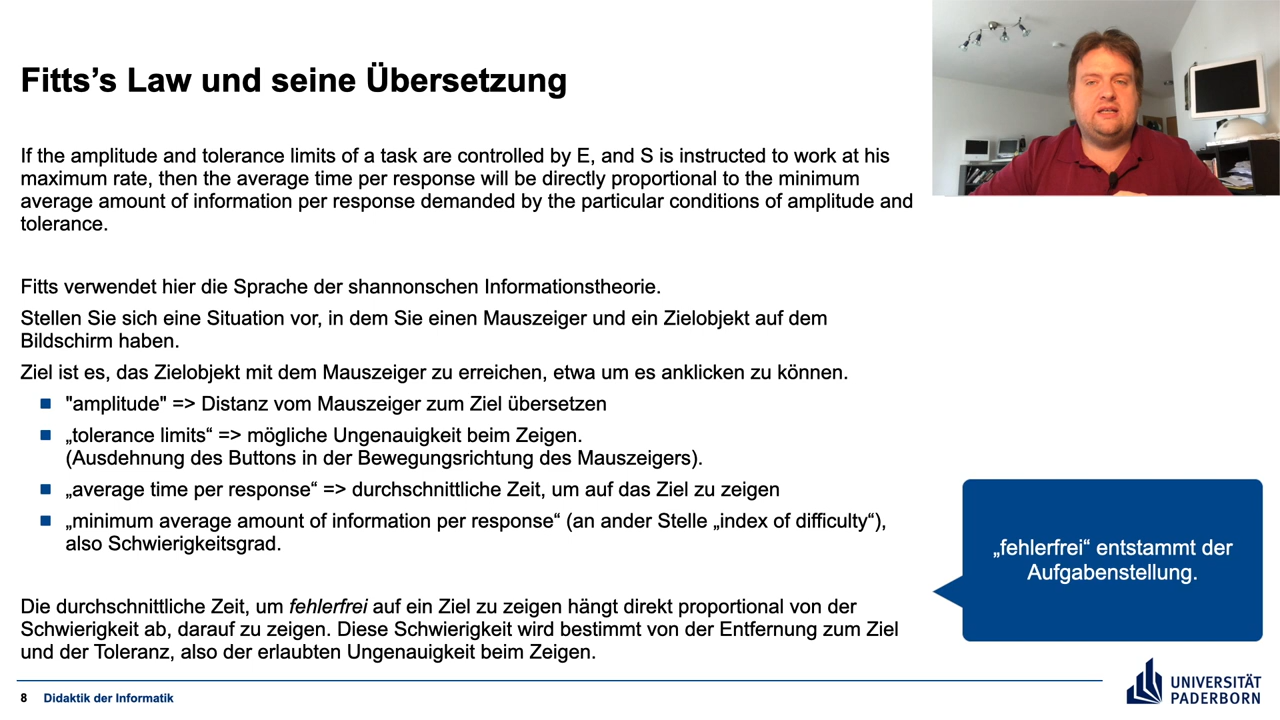 Fitts’s Law und seine Übersetzung
If the amplitude and tolerance limits of a task are controlled by E, and S is instructed to work at his
maximum rate, then the average time per response will be directly proportional to the minimum
average amount of information per response demanded by the particular conditions of amplitude and
tolerance.
Fitts verwendet hier die Sprache der shannonschen Informationstheorie.
Stellen Sie sich eine Situation vor, in dem Sie einen Mauszeiger und ein Zielobjekt auf dem
Bildschirm haben.
Ziel ist es, das Zielobjekt mit dem Mauszeiger zu erreichen, etwa um es anklicken zu können.
"amplitude" => Distanz vom Mauszeiger zum Ziel übersetzen
„tolerance limits“ => mögliche Ungenauigkeit beim Zeigen.
(Ausdehnung des Buttons in der Bewegungsrichtung des Mauszeigers).
„average time per response“ => durchschnittliche Zeit, um auf das Ziel zu zeigen
„minimum average amount of information per response“ (an ander Stelle „index of difficulty“),
also Schwierigkeitsgrad.
Die durchschnittliche Zeit, um fehlerfrei auf ein Ziel zu zeigen hängt direkt proportional von der
Schwierigkeit ab, darauf zu zeigen. Diese Schwierigkeit wird bestimmt von der Entfernung zum Ziel
und der Toleranz, also der erlaubten Ungenauigkeit beim Zeigen.
„fehlerfrei“ entstammt der
Aufgabenstellung.
8 Didaktik der Informatik
UNIVERSITÄT
PADERBORN